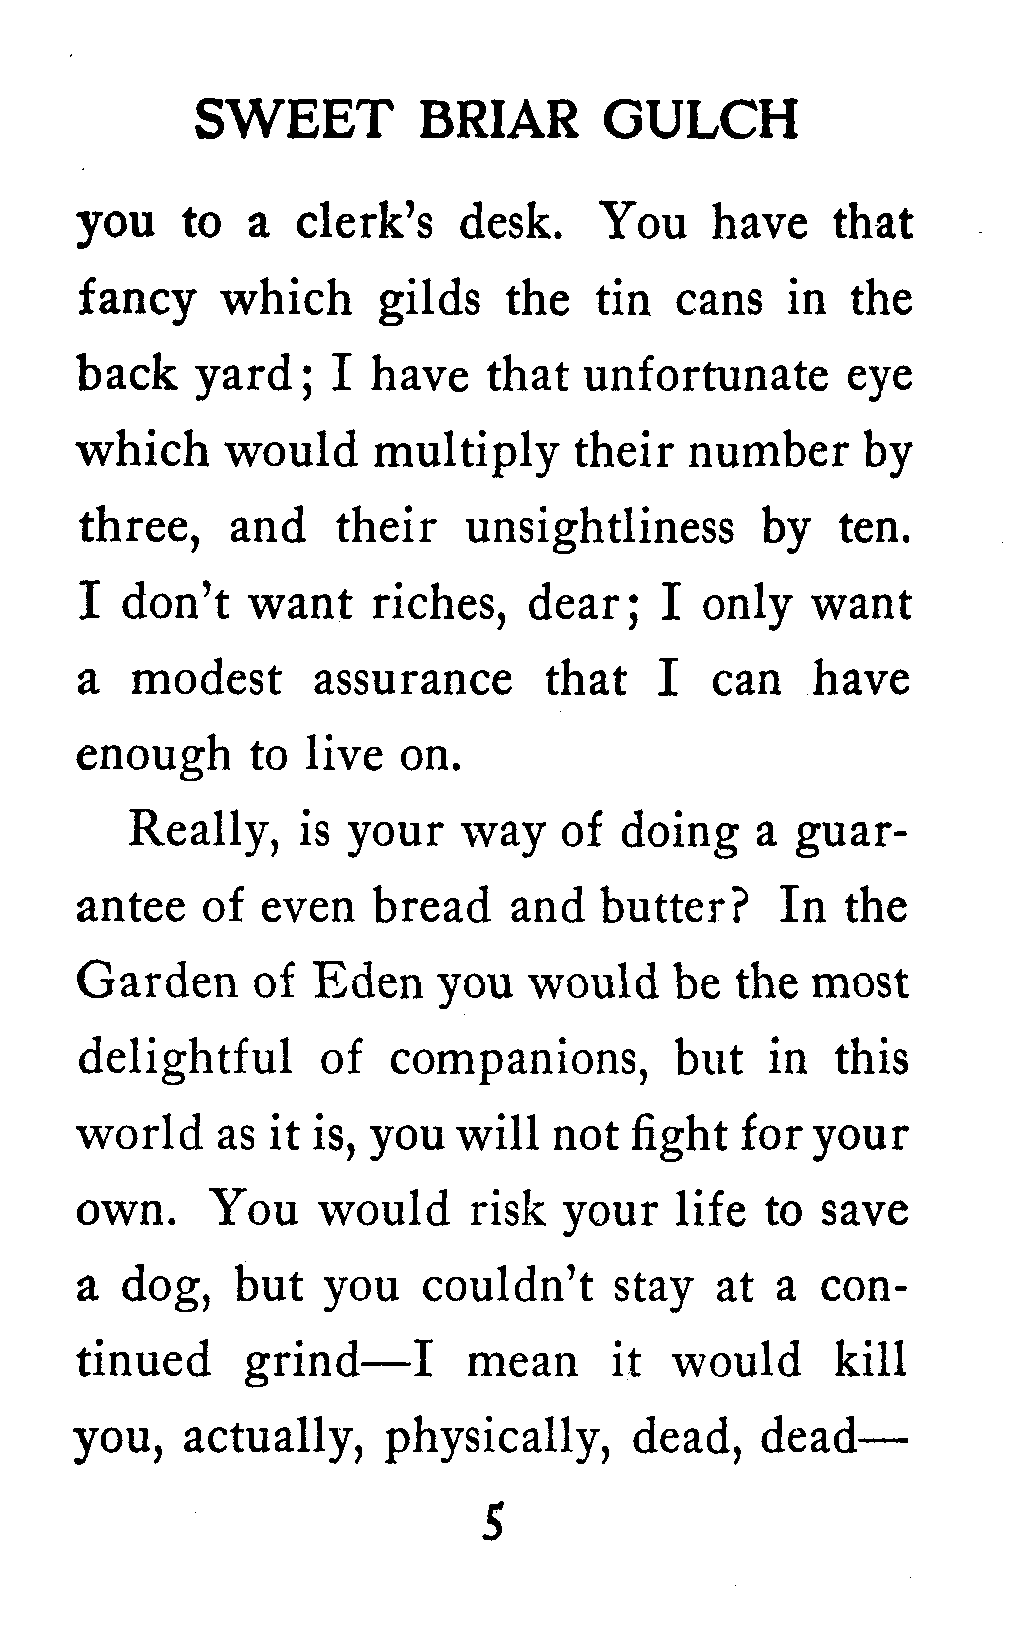 SWEET BRIAR GULCH
you to a clerk's desk. You have that
fancy which gilds the tin cans in the
back yard; I have that unfortunate eye
which would multiply their number by
three, and their unsightliness by ten.
I don't want riches, dear; I only want
a modest assurance that I can have
enough to live on.
Really, is your way of doing a guar-
antee of even bread and butter? In the
Garden of Eden you would be the most
delightful of companions, but in this
world as it is, you will not fight for your
own. You would risk your life to save
a dog, but you couldn't stay at a con-
tinued grind—I mean it would kill
you, actually, physically, dead, dead—
5